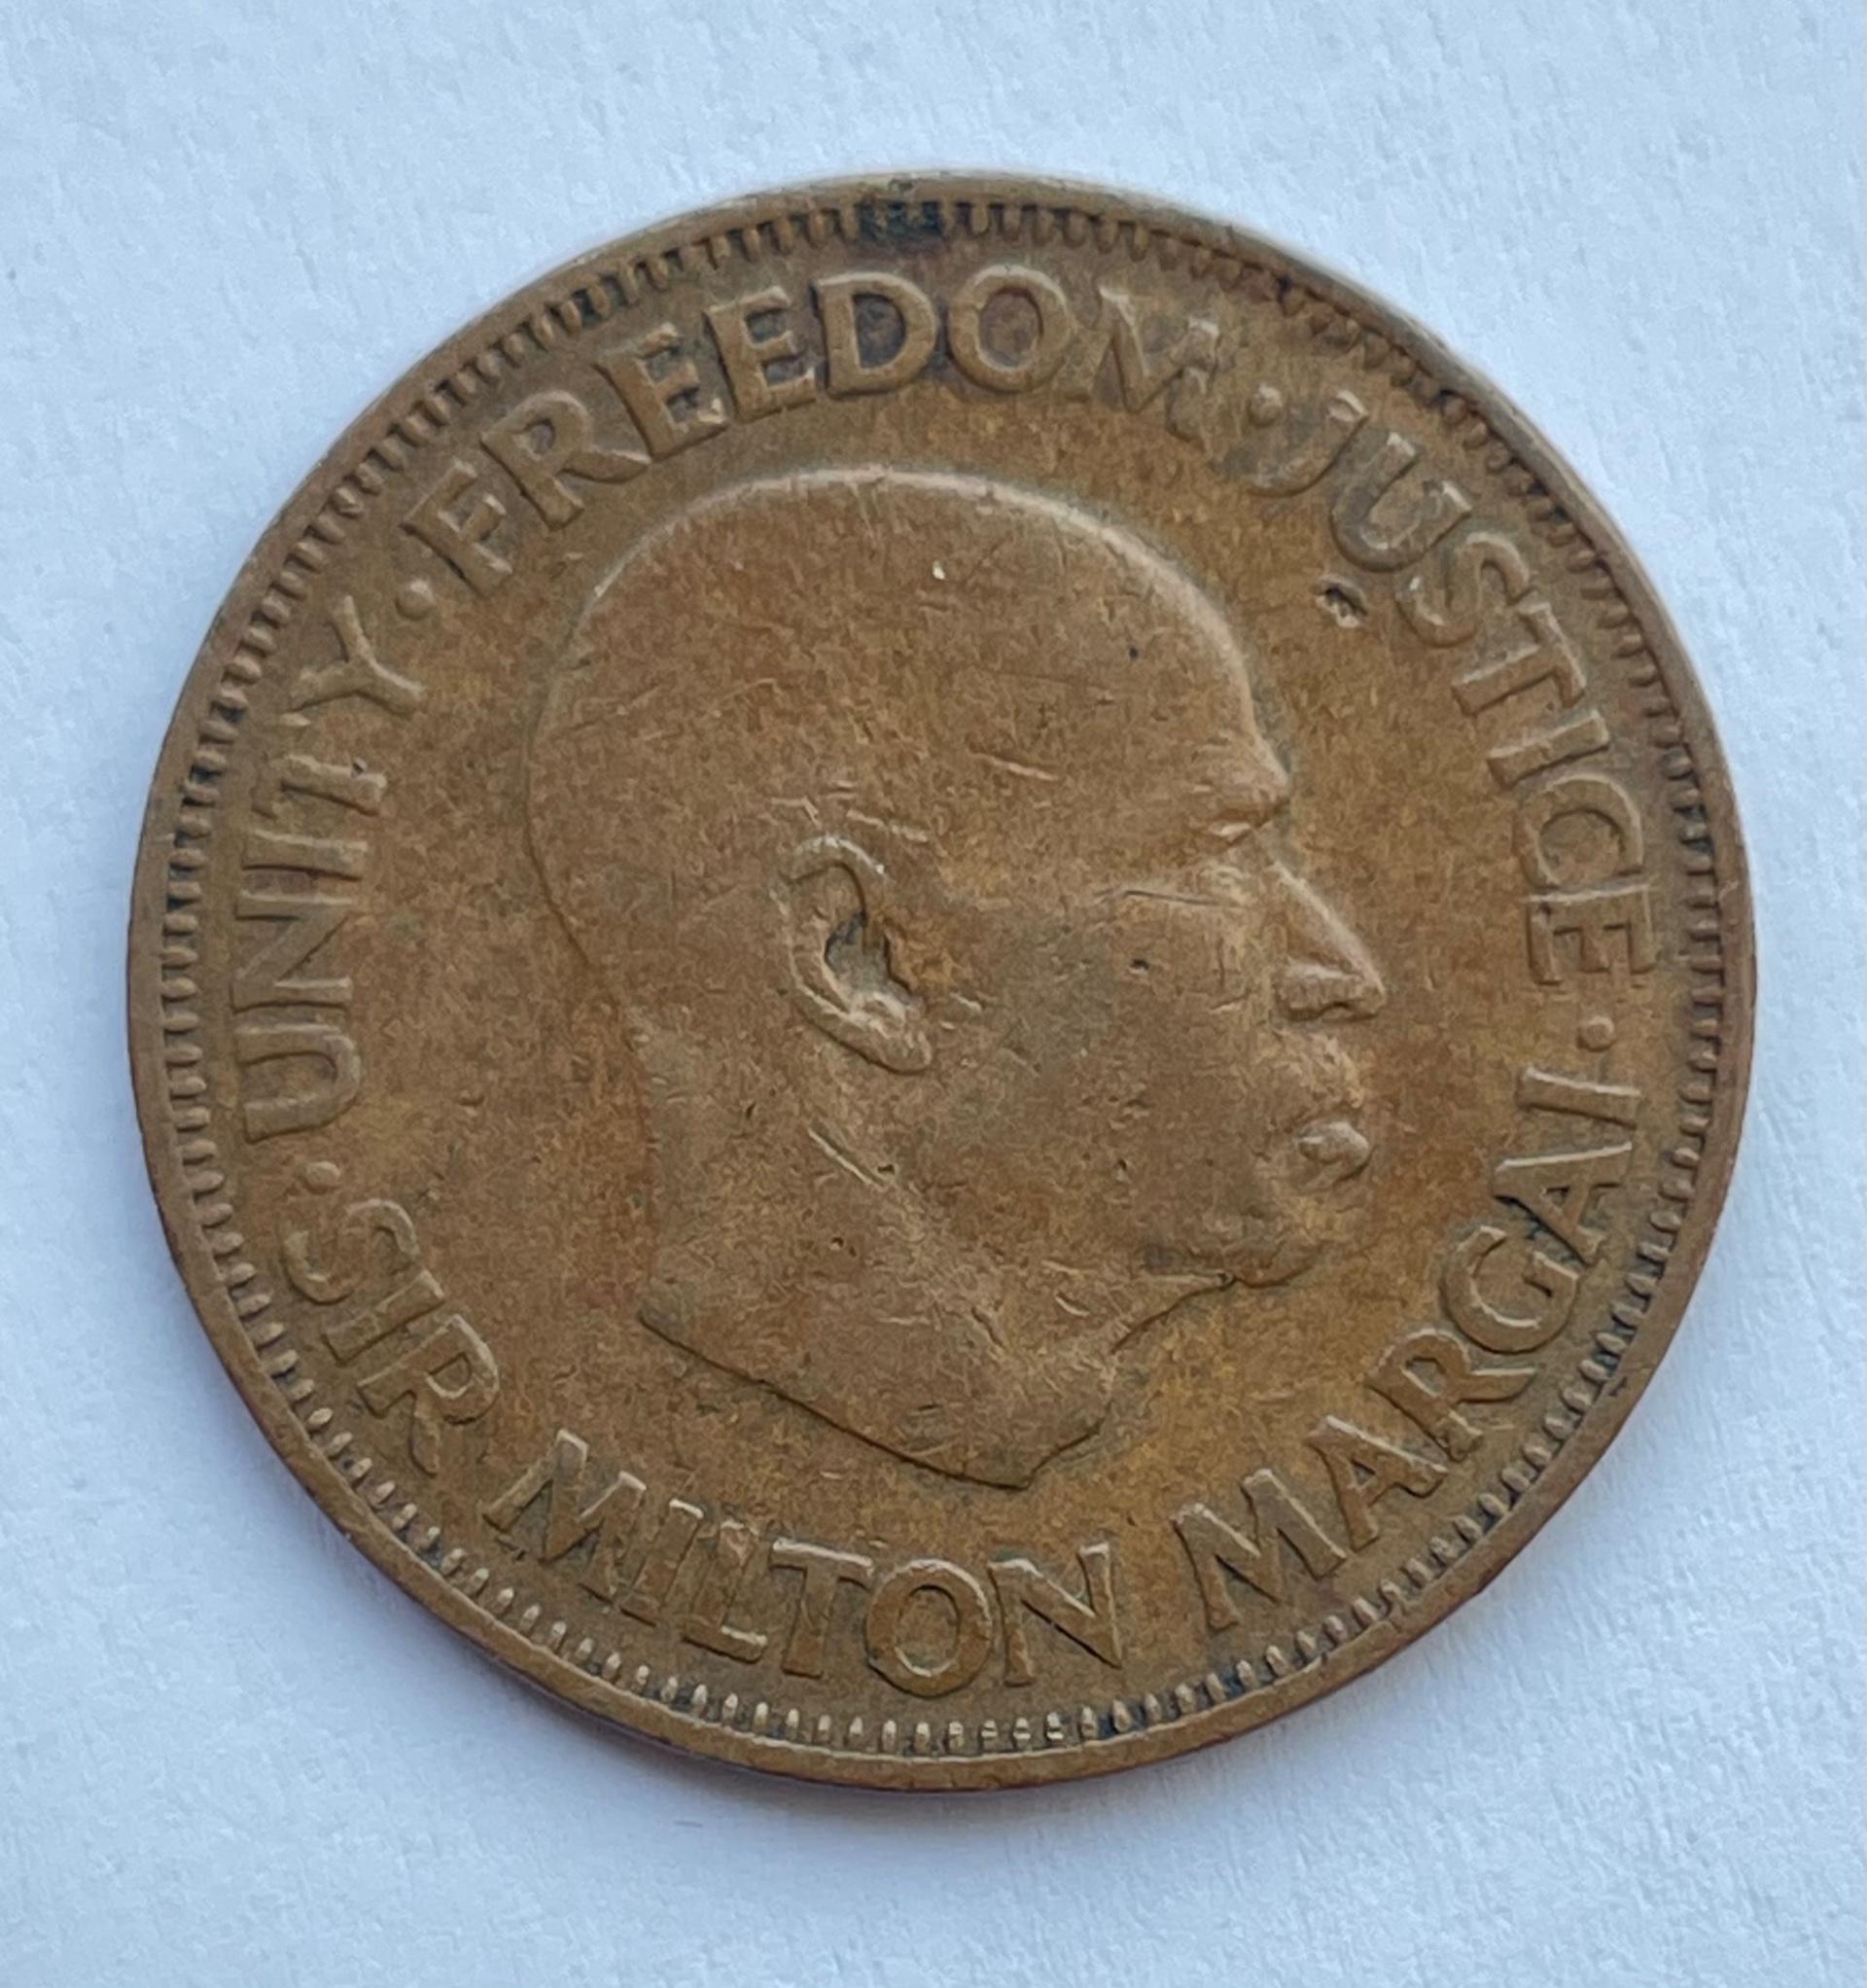 · UNITY · FREEDOM · JUSTICE ·
SIR MILTON MARGAI